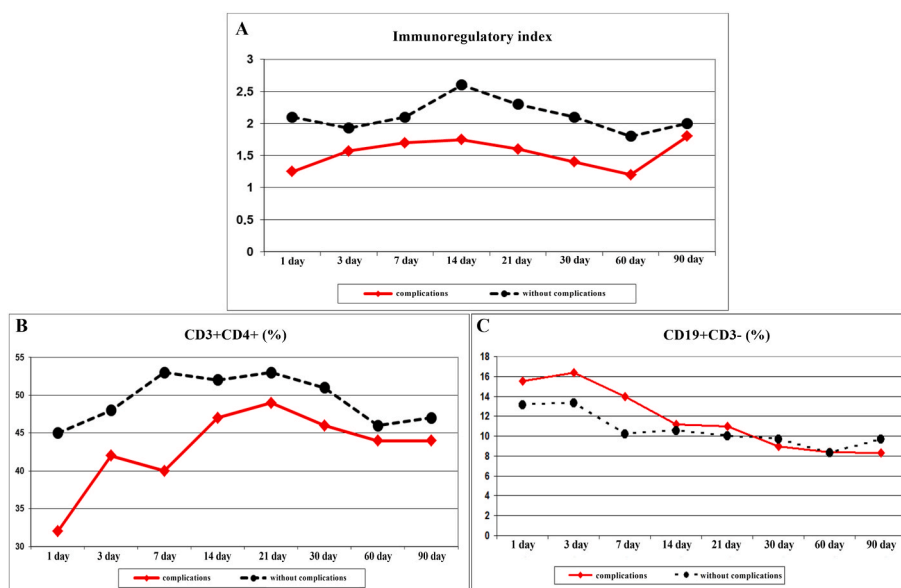 A
Immunoregulatory index
3
2,5
2
1,5
1
0,5
0
1 day 3 day 7 day 14 day 21 day 30 day 60 day 90 day
complications without complications
B
CD3+CD4+ (%)
55
50
45
40
35
30
1 day 3 day 7 day 14 day 21 day 30 day 60 day 90 day
complications without complications
C
CD19+CD3- (%)
18
16
14
12
10
8
6
4
2
0
1 day 3 day 7 day 14 day 21 day 30 day 60 day 90 day
complications without complications